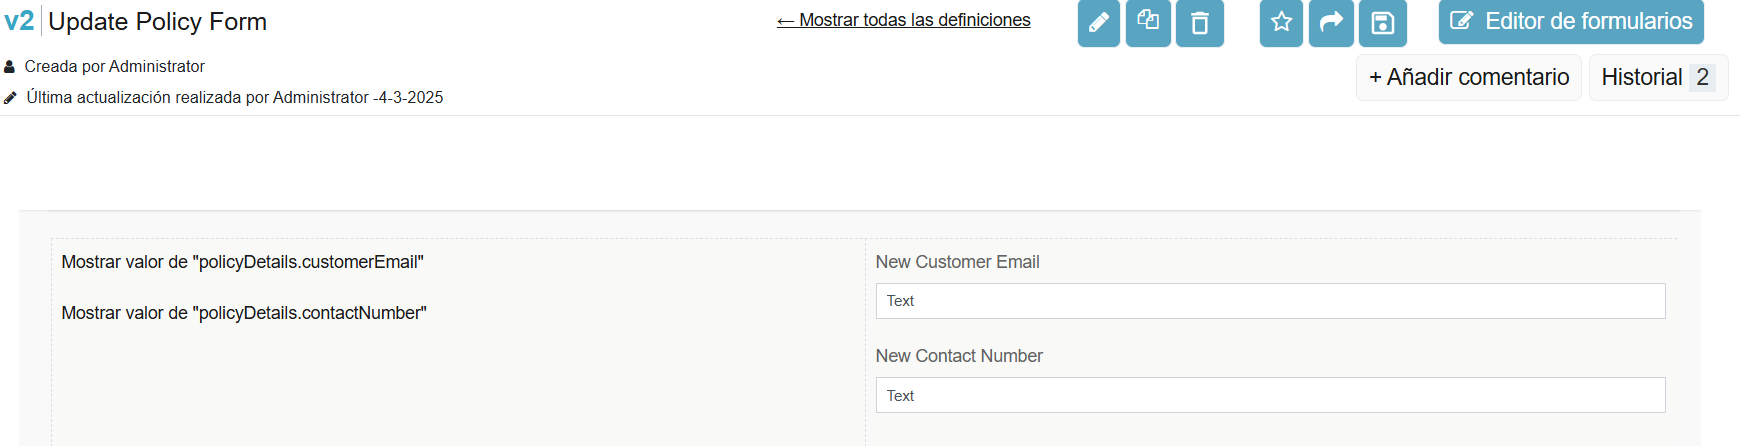 v2 Update Policy Form
← Mostrar todas las definiciones
Editor de formularios
Creada por Administrator
+ Añadir comentario
Historial 2
Última actualización realizada por Administrator -4-3-2025
Mostrar valor de "policyDetails.customerEmail"
Mostrar valor de "policyDetails.contactNumber"
New Customer Email
Text
New Contact Number
Text